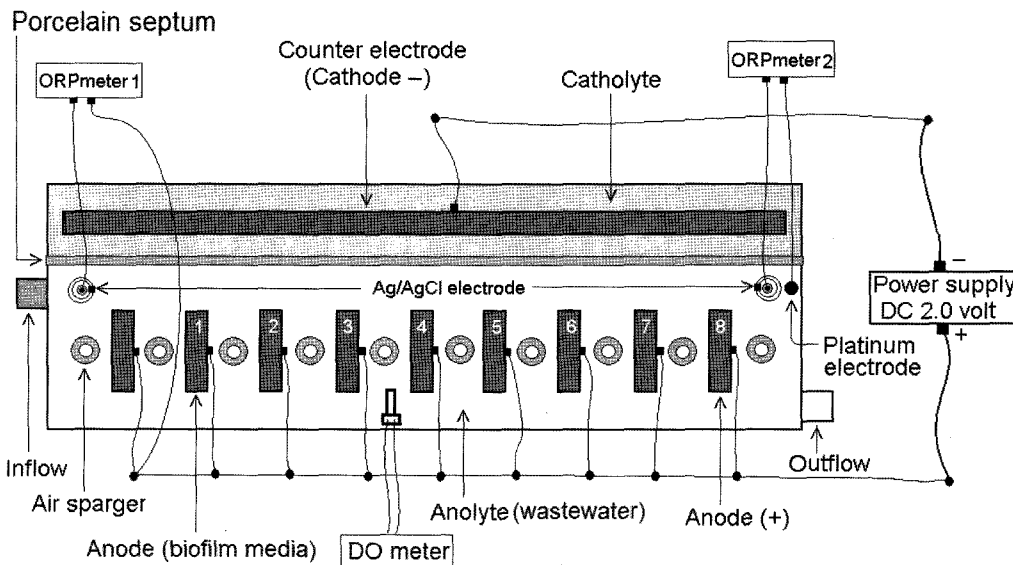 Porcelain septum
Counter electrode
(Cathode –)
Catholyte
ORPmeter 1
ORPmeter 2
Ag/AgCl electrode
–
Power supply
DC 2.0 volt
+
1 2 3 4 5 6 7 8
Platinum
electrode
Inflow
Outflow
Air sparger
Anolyte (wastewater)
Anode (+)
Anode (biofilm media)
DO meter